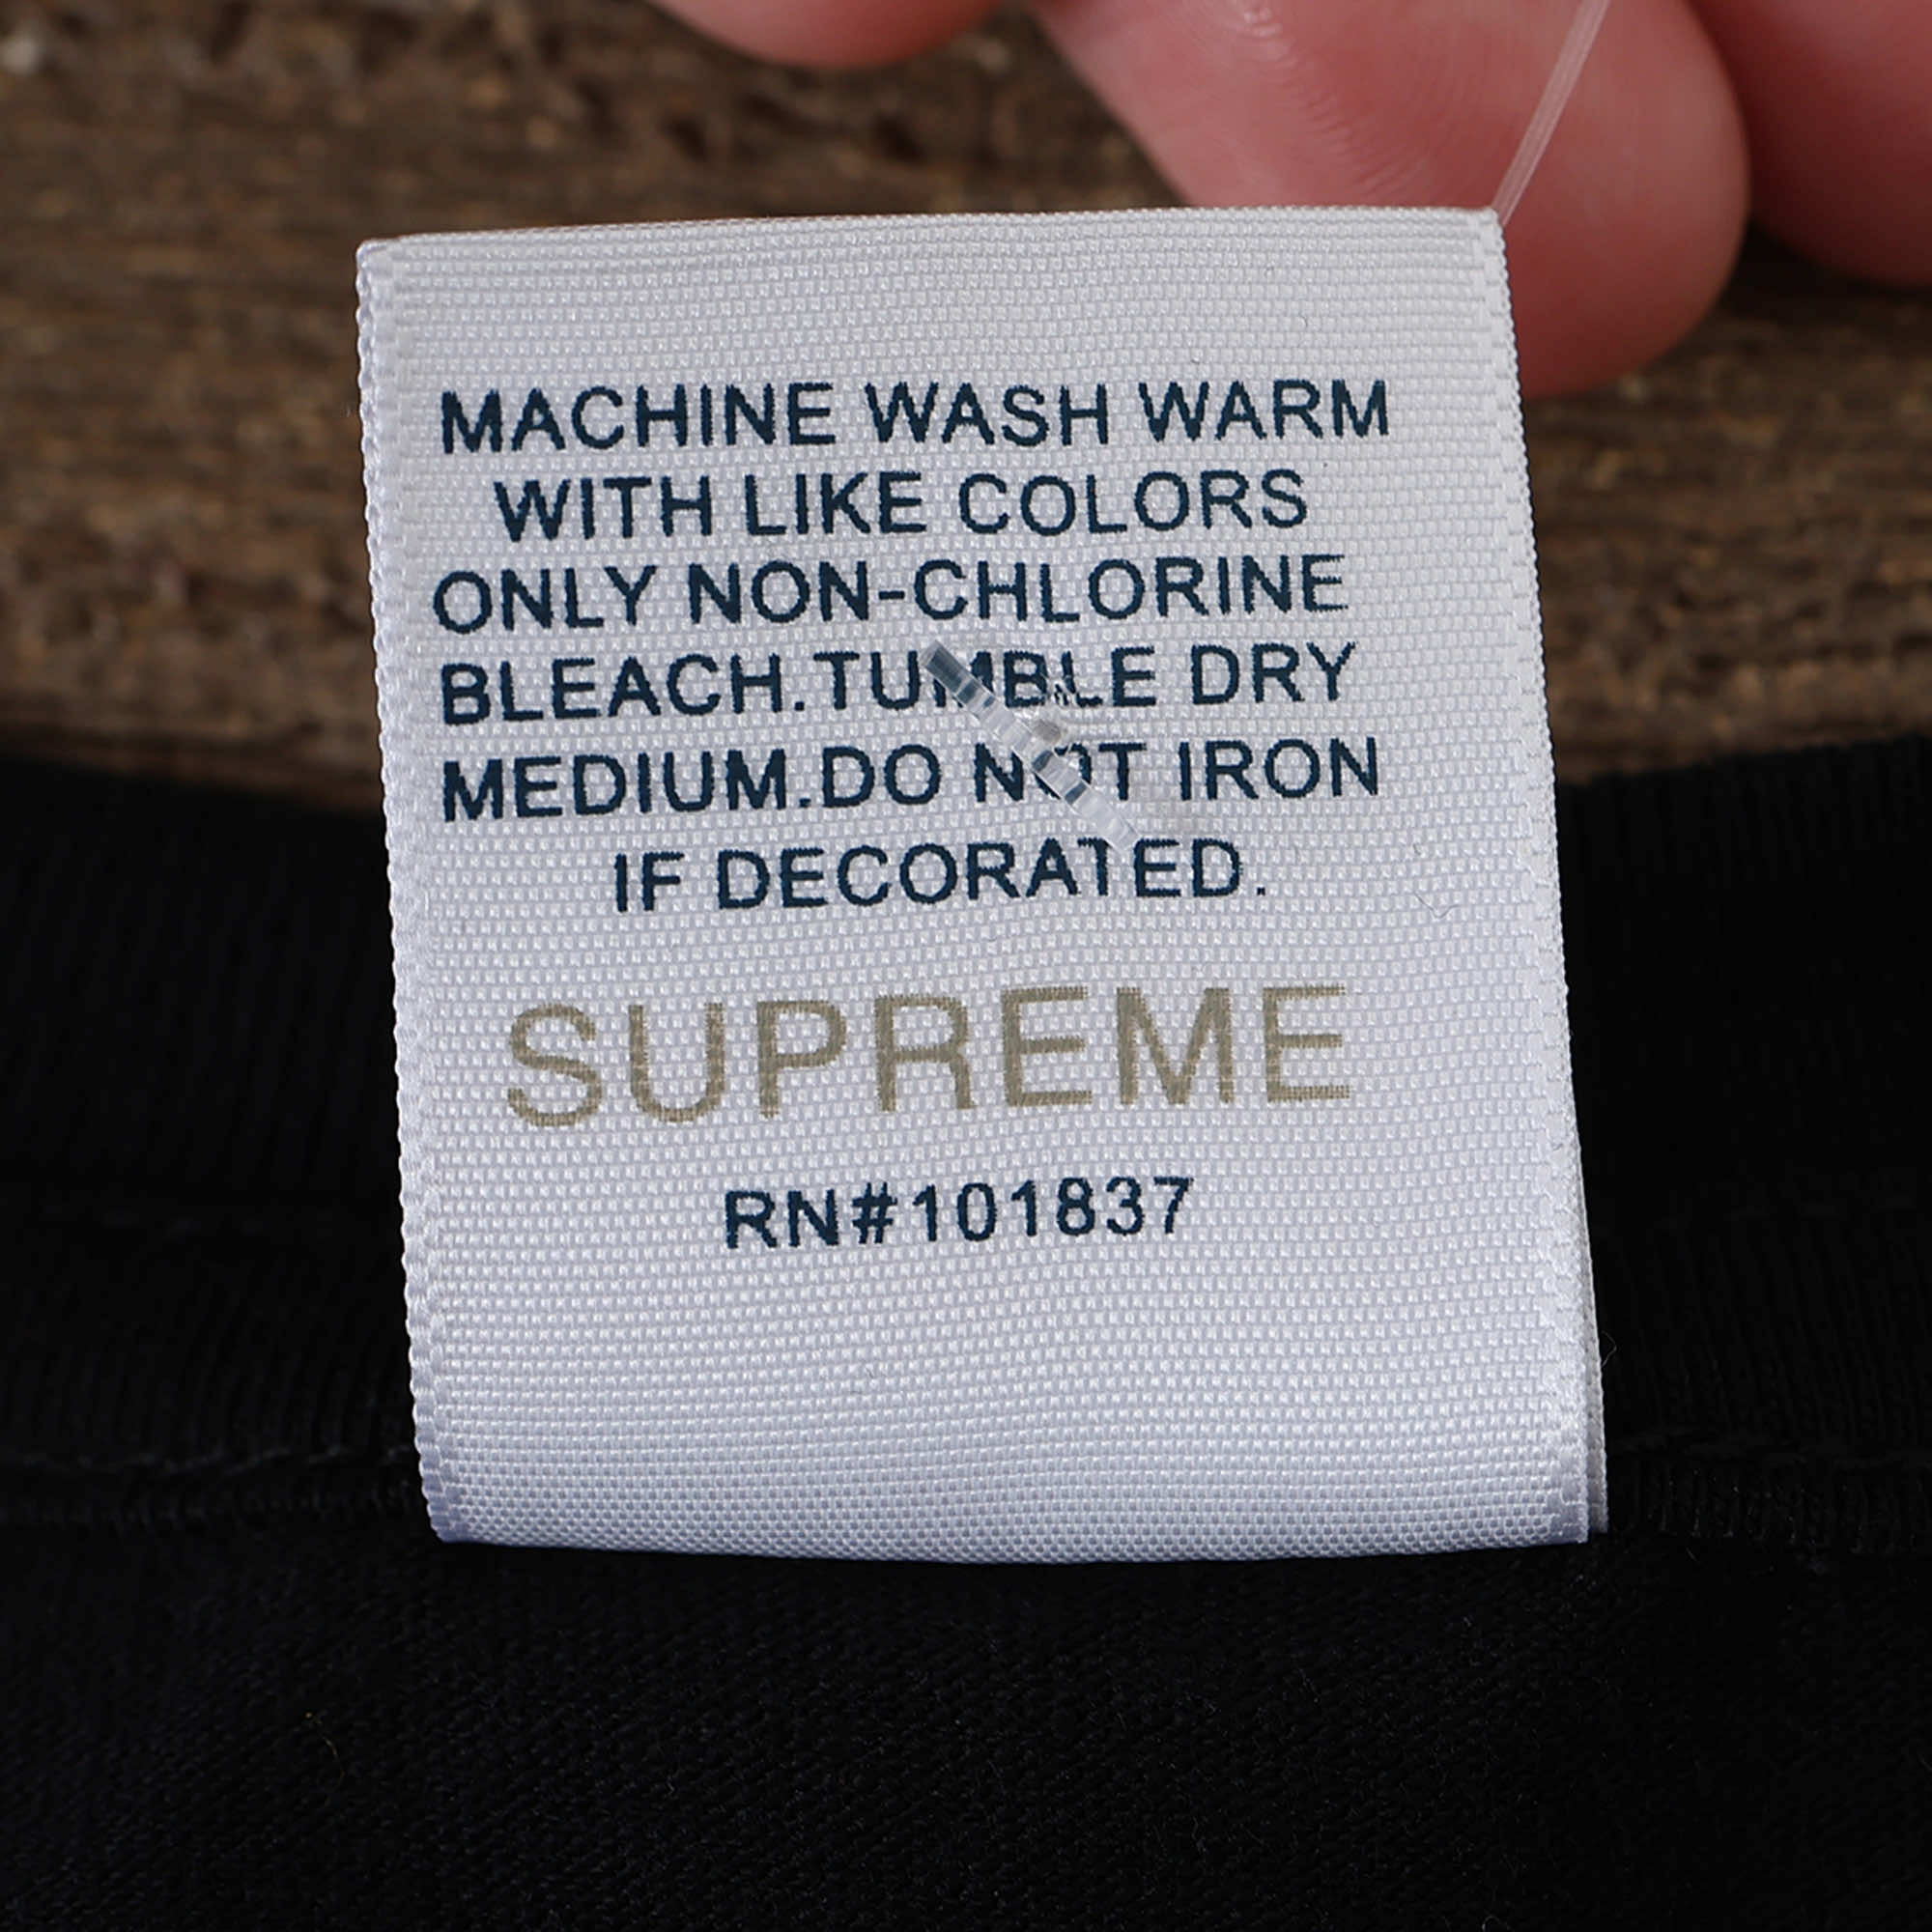 MACHINE WASH WARM
WITH LIKE COLORS
ONLY NON-CHLORINE
BLEACH.TUMBLE DRY
MEDIUM.DO NOT IRON
IF DECORATED.
SUPREME
RN#101837